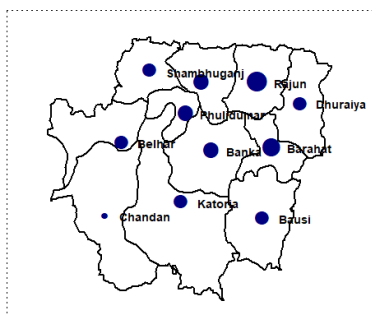 Shambhuganj
Rajun
Dhuraiya
Phulidumar
Belhar
Banka
Barahat
Katoria
Chandan
Bausi